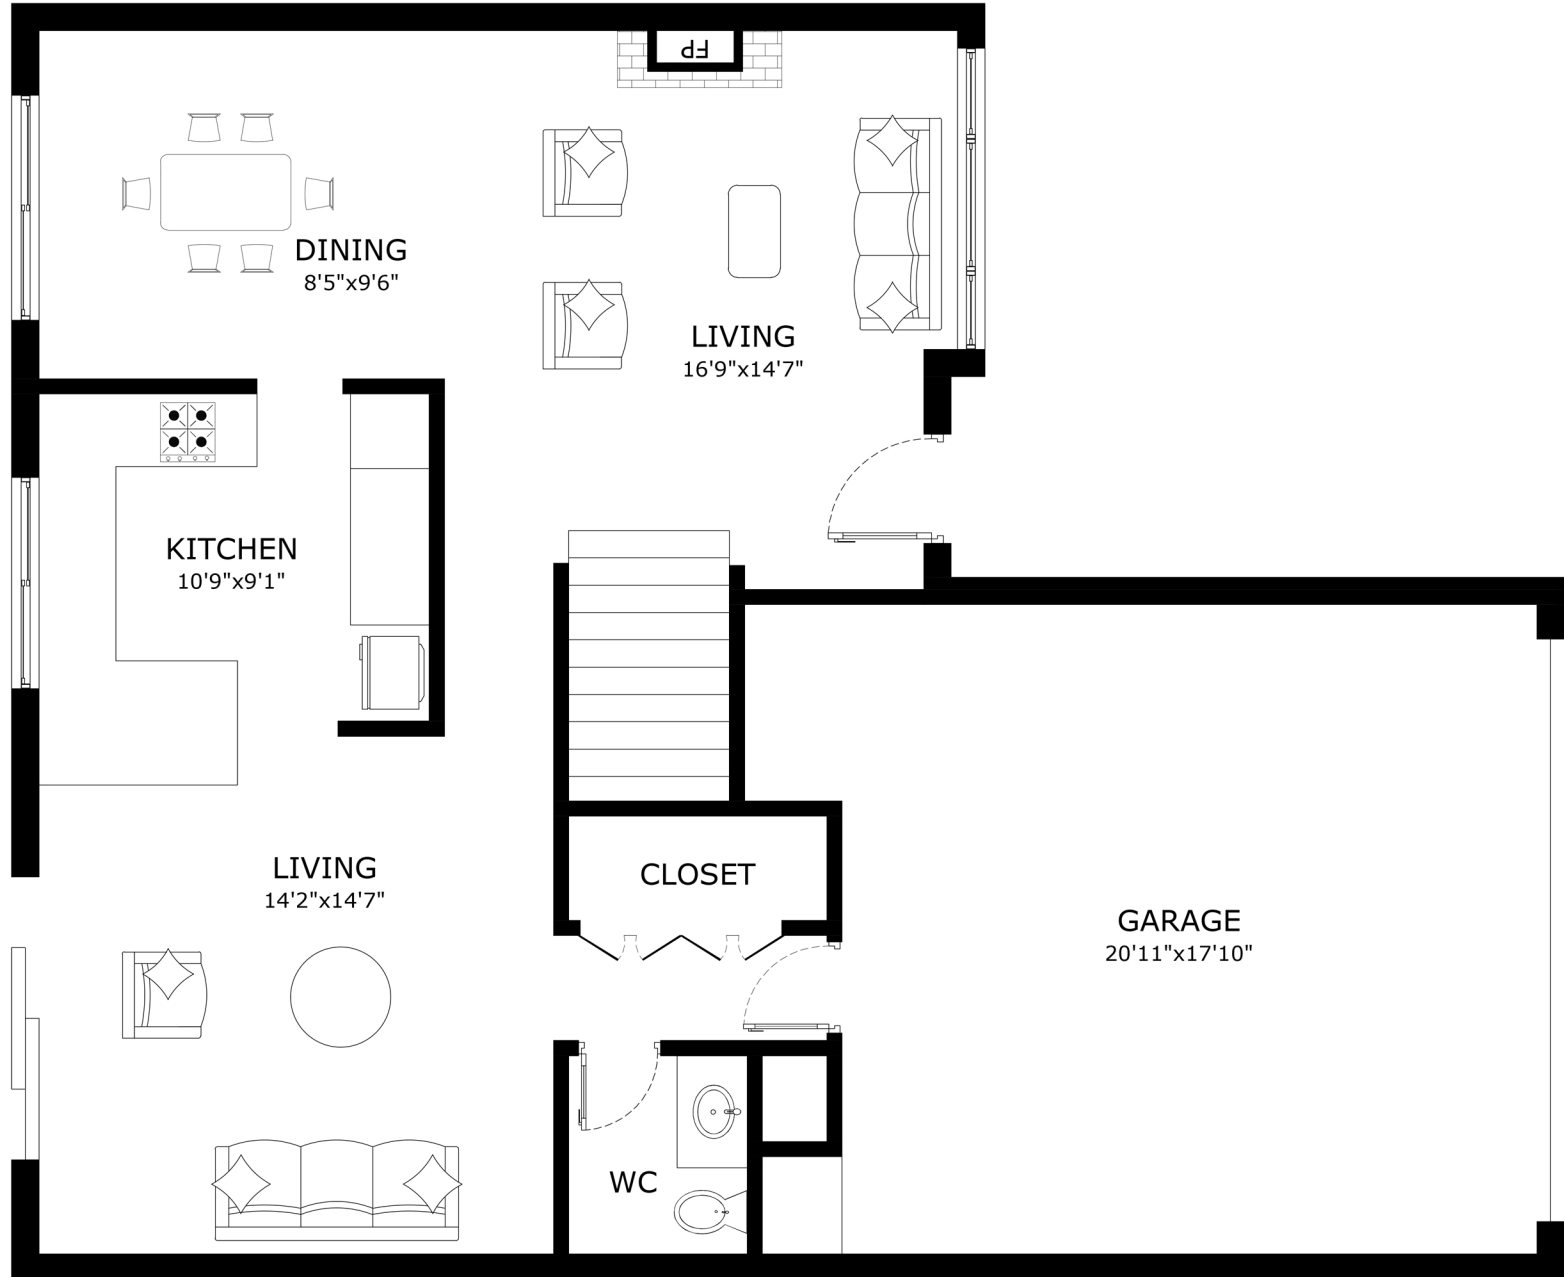 FP
DINING
8'5"x9'6"
LIVING
16'9"x14'7"
KITCHEN
10'9"x9'1"
LIVING
14'2"x14'7"
CLOSET
GARAGE
20'11"x17'10"
WC